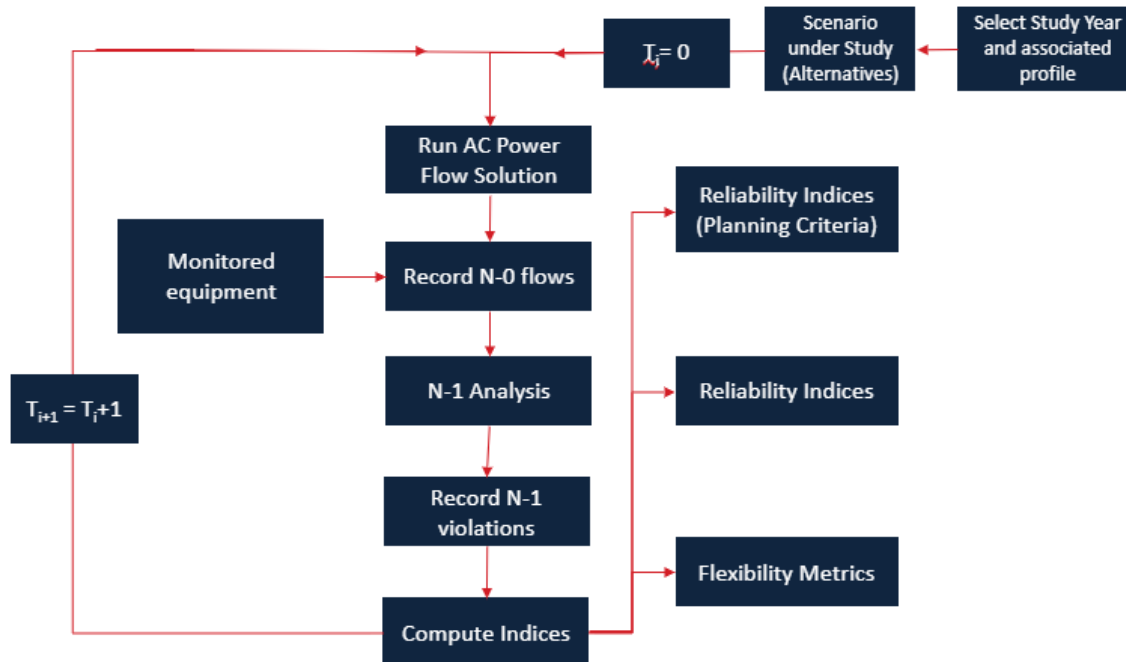 Select Study Year
and associated
profile
Scenario
under Study
(Alternatives)
Ti= 0
Run AC Power
Flow Solution
Monitored
equipment
Record N-0 flows
N-1 Analysis
Record N-1
violations
Compute Indices
Ti+1 = Ti+1
Reliability Indices
(Planning Criteria)
Reliability Indices
Flexibility Metrics